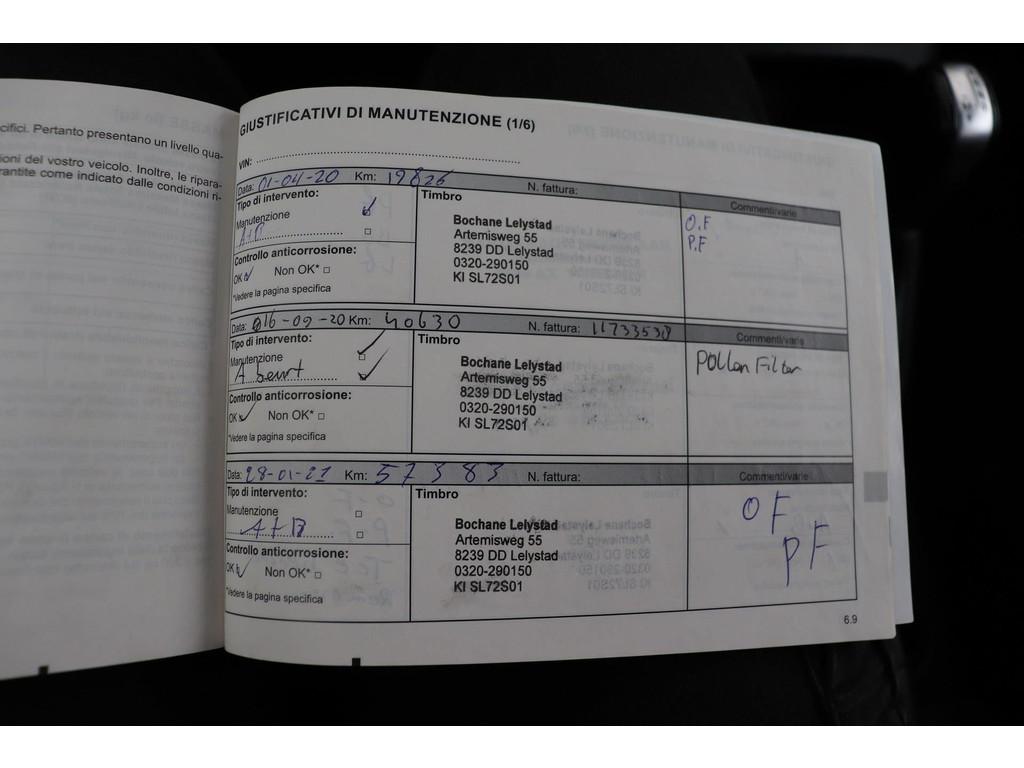 cifici. Pertanto presentano un livello qua-
ioni del vostro veicolo. Inoltre, le ripara-
rantite come indicato dalle condizioni ri-
GIUSTIFICATIVI DI MANUTENZIONE (1/6)
VIN:
Data: 01-04-20 Km: 19826 N. fattura: Commenti/varie
Tipo di intervento:
Timbro
Manutenzione
Bochane Lelystad
Artemisweg 55
8239 DD Lelystad
0320-290150
KI SL72S01
O.F
P.F
Controllo anticorrosione:
OK Non OK*
*Vedere la pagina specifica
Data: 16-09-20 Km: 40630 N. fattura: Commenti/varie
Tipo di intervento:
Timbro
Manutenzione
A beurt
Bochane Lelystad
Artemisweg 55
8239 DD Lelystad
0320-290150
KI SL72S01
Pollen Filter
Controllo anticorrosione:
OK Non OK*
*Vedere la pagina specifica
Data: 28-01-21 Km: 57383 N. fattura: Commenti/varie
Tipo di intervento:
Timbro
Manutenzione
A+B
Bochane Lelystad
Artemisweg 55
8239 DD Lelystad
0320-290150
KI SL72S01
OF
PF
Controllo anticorrosione:
OK Non OK*
*Vedere la pagina specifica
6.9